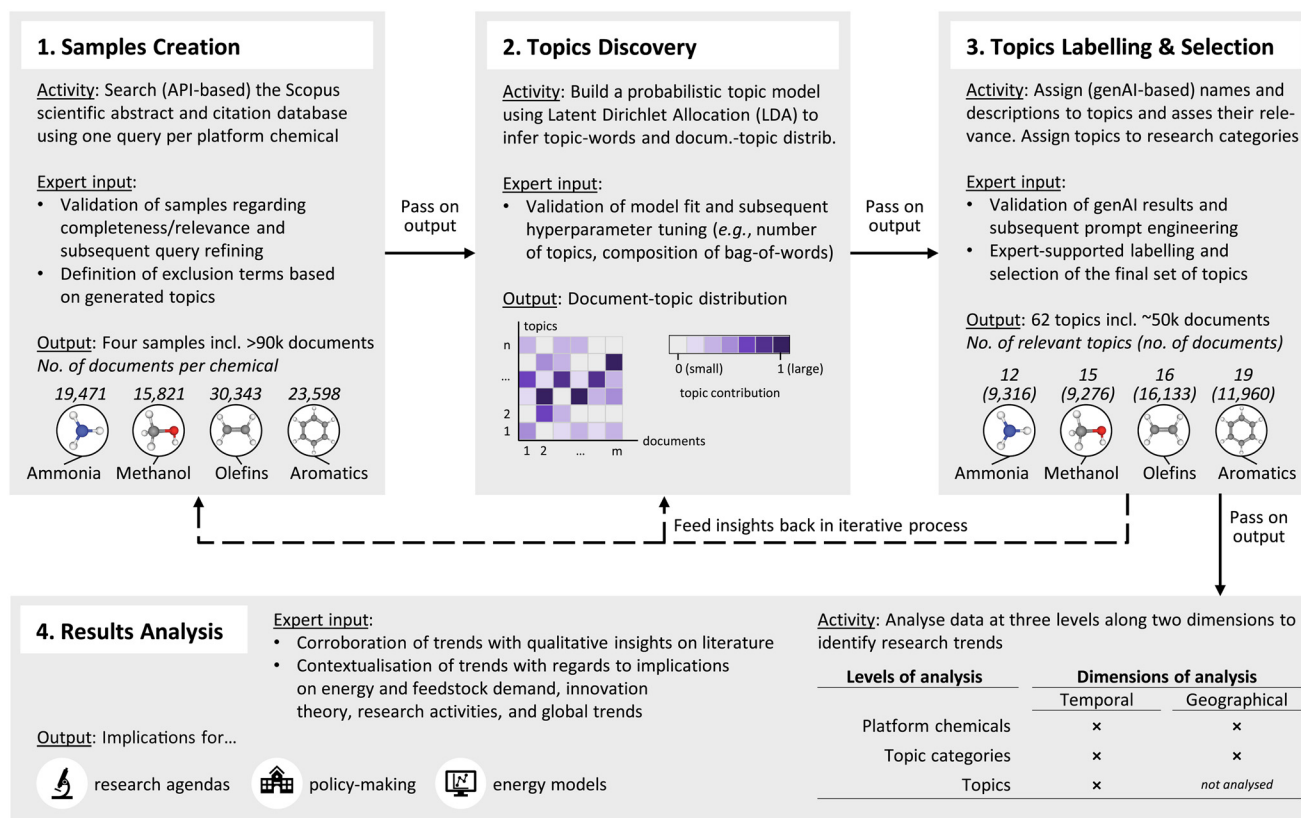 1. Samples Creation
Activity: Search (API-based) the Scopus
scientific abstract and citation database
using one query per platform chemical
Expert input:
• Validation of samples regarding
completeness/relevance and
subsequent query refining
• Definition of exclusion terms based
on generated topics
Output: Four samples incl. >90k documents
No. of documents per chemical
19,471 15,821 30,343 23,598
Ammonia Methanol Olefins Aromatics
Pass on
output
2. Topics Discovery
Activity: Build a probabilistic topic model
using Latent Dirichlet Allocation (LDA) to
infer topic-words and docum.-topic distrib.
Expert input:
• Validation of model fit and subsequent
hyperparameter tuning (e.g., number
of topics, composition of bag-of-words)
Output: Document-topic distribution
topics
n
...
2
1
documents
1 2 ... m
0 (small) 1 (large)
topic contribution
Pass on
output
3. Topics Labelling & Selection
Activity: Assign (genAI-based) names and
descriptions to topics and asses their rele-
vance. Assign topics to research categories
Expert input:
• Validation of genAI results and
subsequent prompt engineering
• Expert-supported labelling and
selection of the final set of topics
Output: 62 topics incl. ~50k documents
No. of relevant topics (no. of documents)
12 15 16 19
(9,316) (9,276) (16,133) (11,960)
Ammonia Methanol Olefins Aromatics
Feed insights back in iterative process
Pass on
output
4. Results Analysis
Expert input:
• Corroboration of trends with qualitative insights on literature
• Contextualisation of trends with regards to implications
on energy and feedstock demand, innovation
theory, research activities, and global trends
Output: Implications for...
research agendas policy-making energy models
Activity: Analyse data at three levels along two dimensions to
identify research trends
Levels of analysis Dimensions of analysis
Temporal Geographical
Platform chemicals × ×
Topic categories × ×
Topics × not analysed